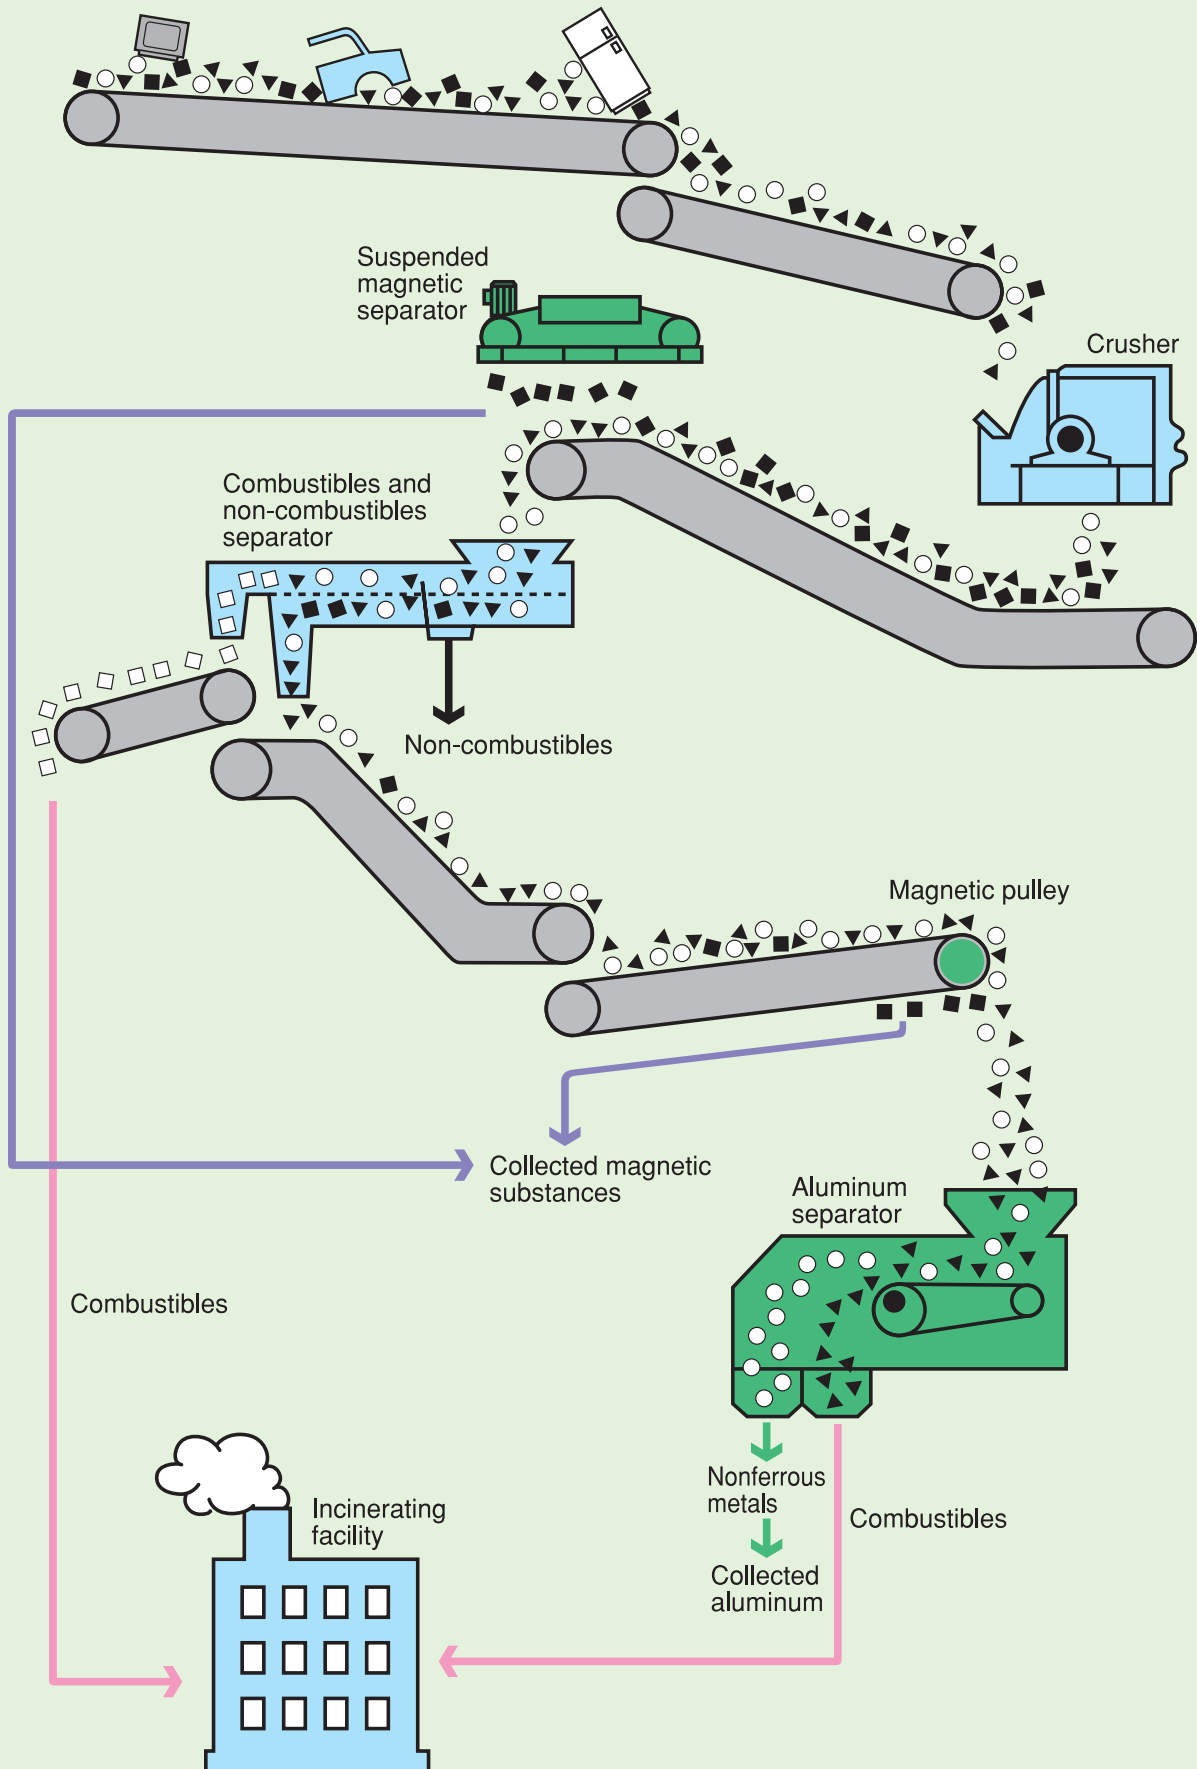 Suspended
magnetic
separator
Crusher
Combustibles and
non-combustibles
separator
Non-combustibles
Magnetic pulley
Collected magnetic
substances
Aluminum
separator
Combustibles
Nonferrous
metals
Combustibles
Incinerating
facility
Collected
aluminum